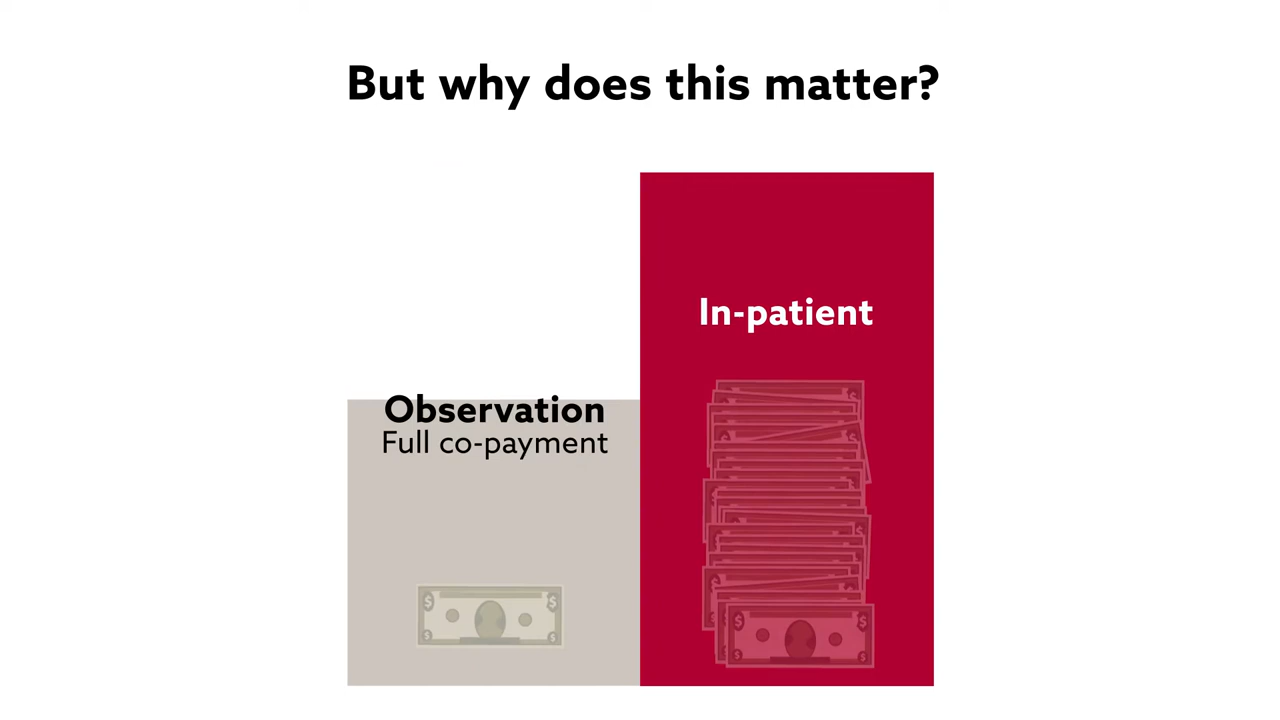 But why does this matter?
In-patient
Observation
Full co-payment